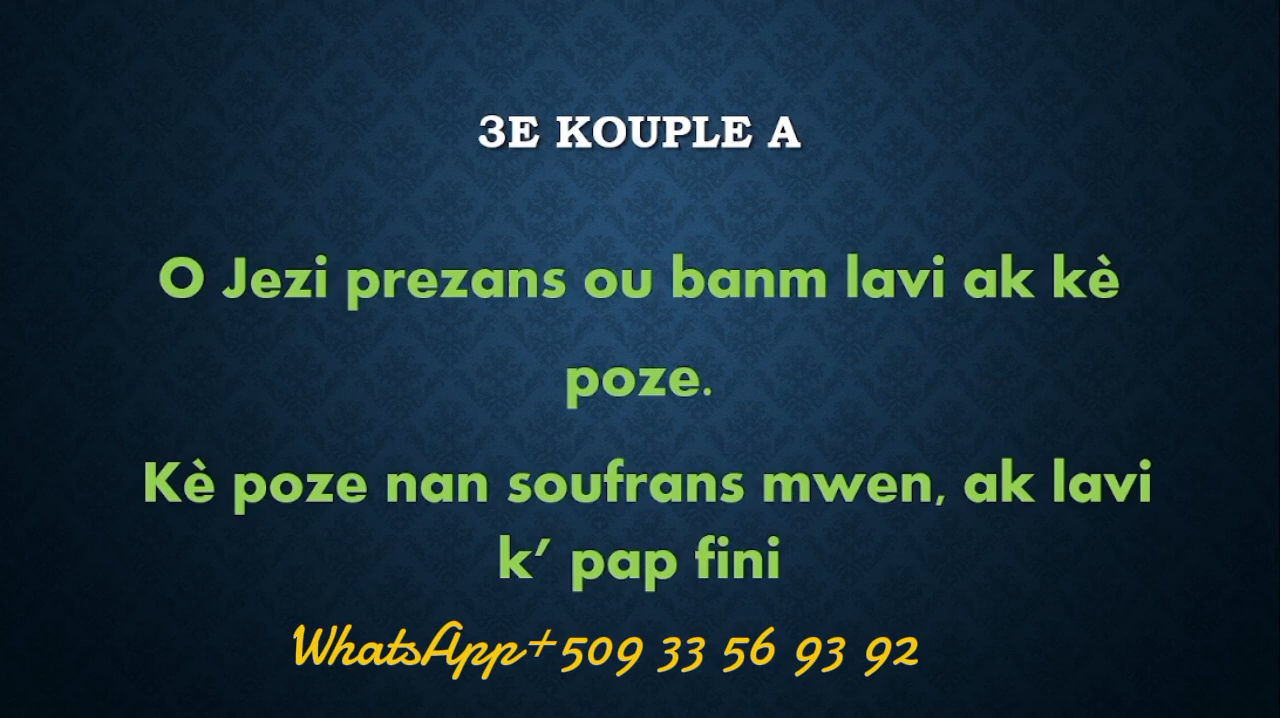 3E KOUPLE A
O Jezi prezans ou banm lavi ak kè
poze.
Kè poze nan soufrans mwen, ak lavi
k’ pap fini
WhatsApp+509 33 56 93 92